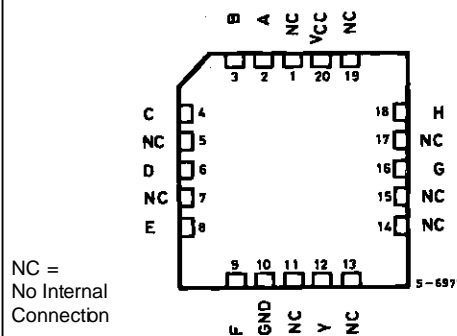 B A NC VCC NC
3 2 1 20 19
C 4 18 H
NC 5 17 NC
D 6 16 G
NC 7 15 NC
E 8 14 NC
9 10 11 12 13
F GND NC Y NC
S-697
NC =
No Internal
Connection